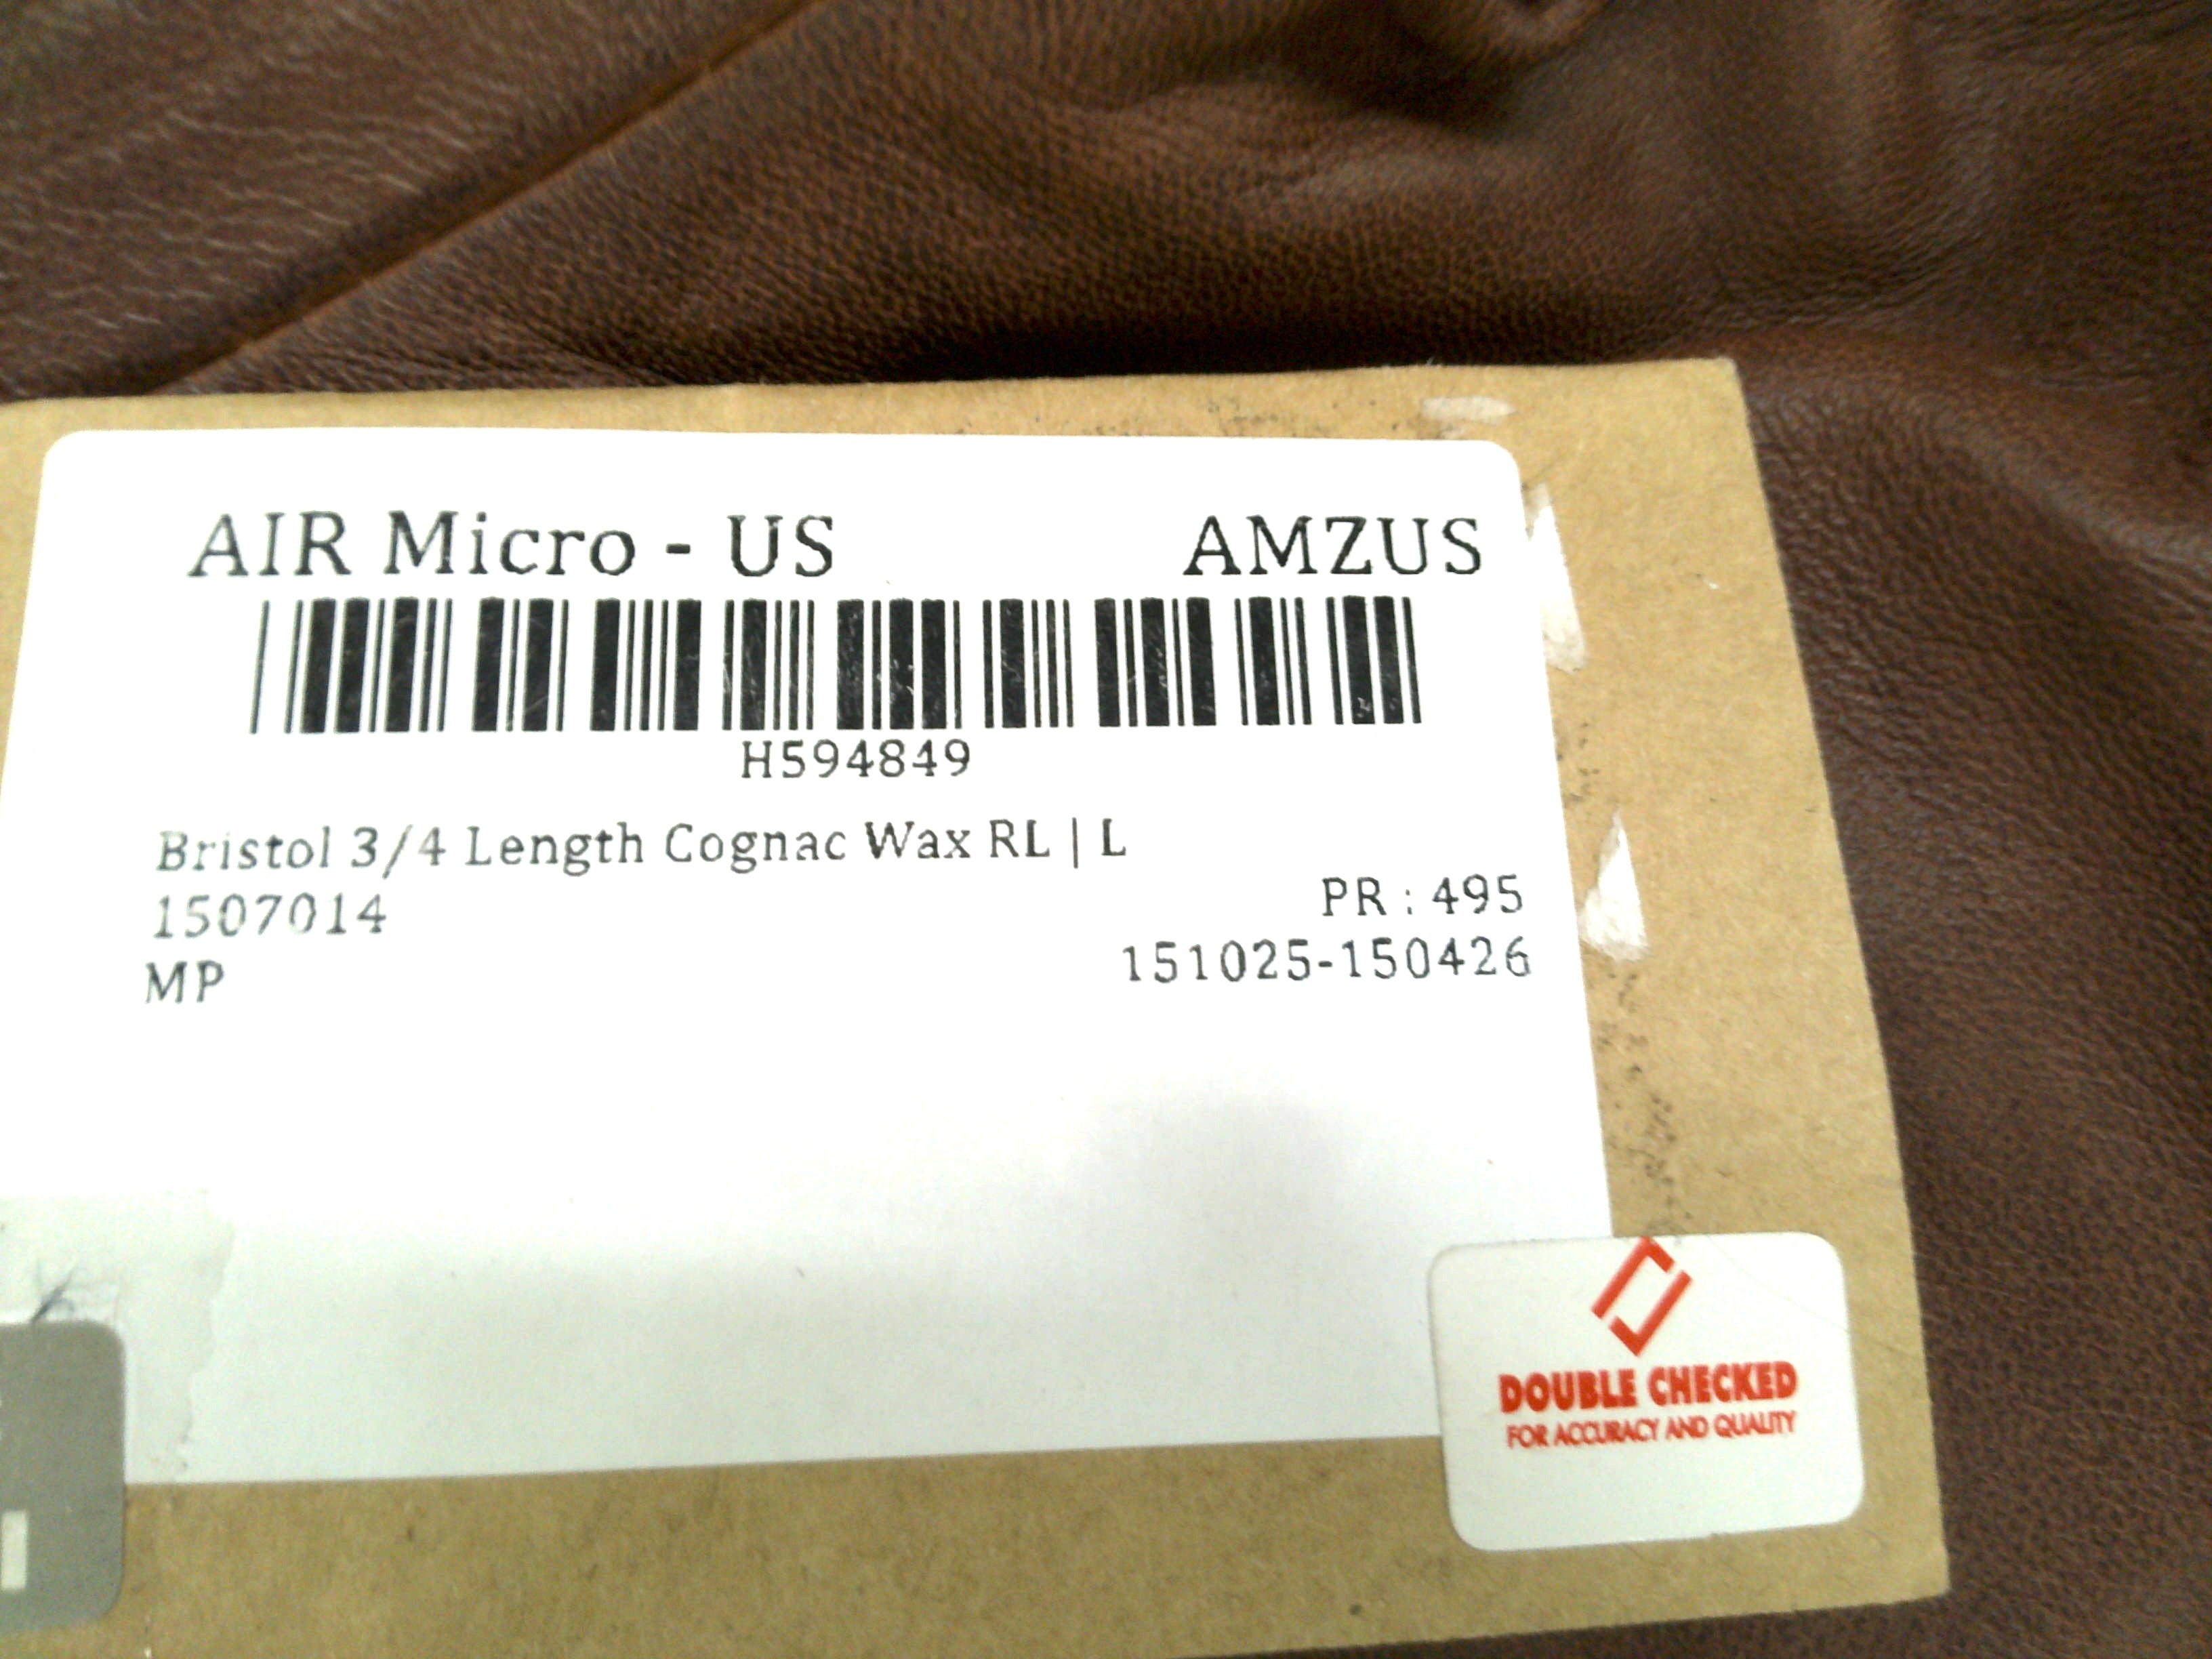 AIR Micro - US AMZUS
H594849
Bristol 3/4 Length Cognac Wax RL | L
1507014
PR : 495
MP
151025-150426
DOUBLE CHECKED
FOR ACCURACY AND QUALITY